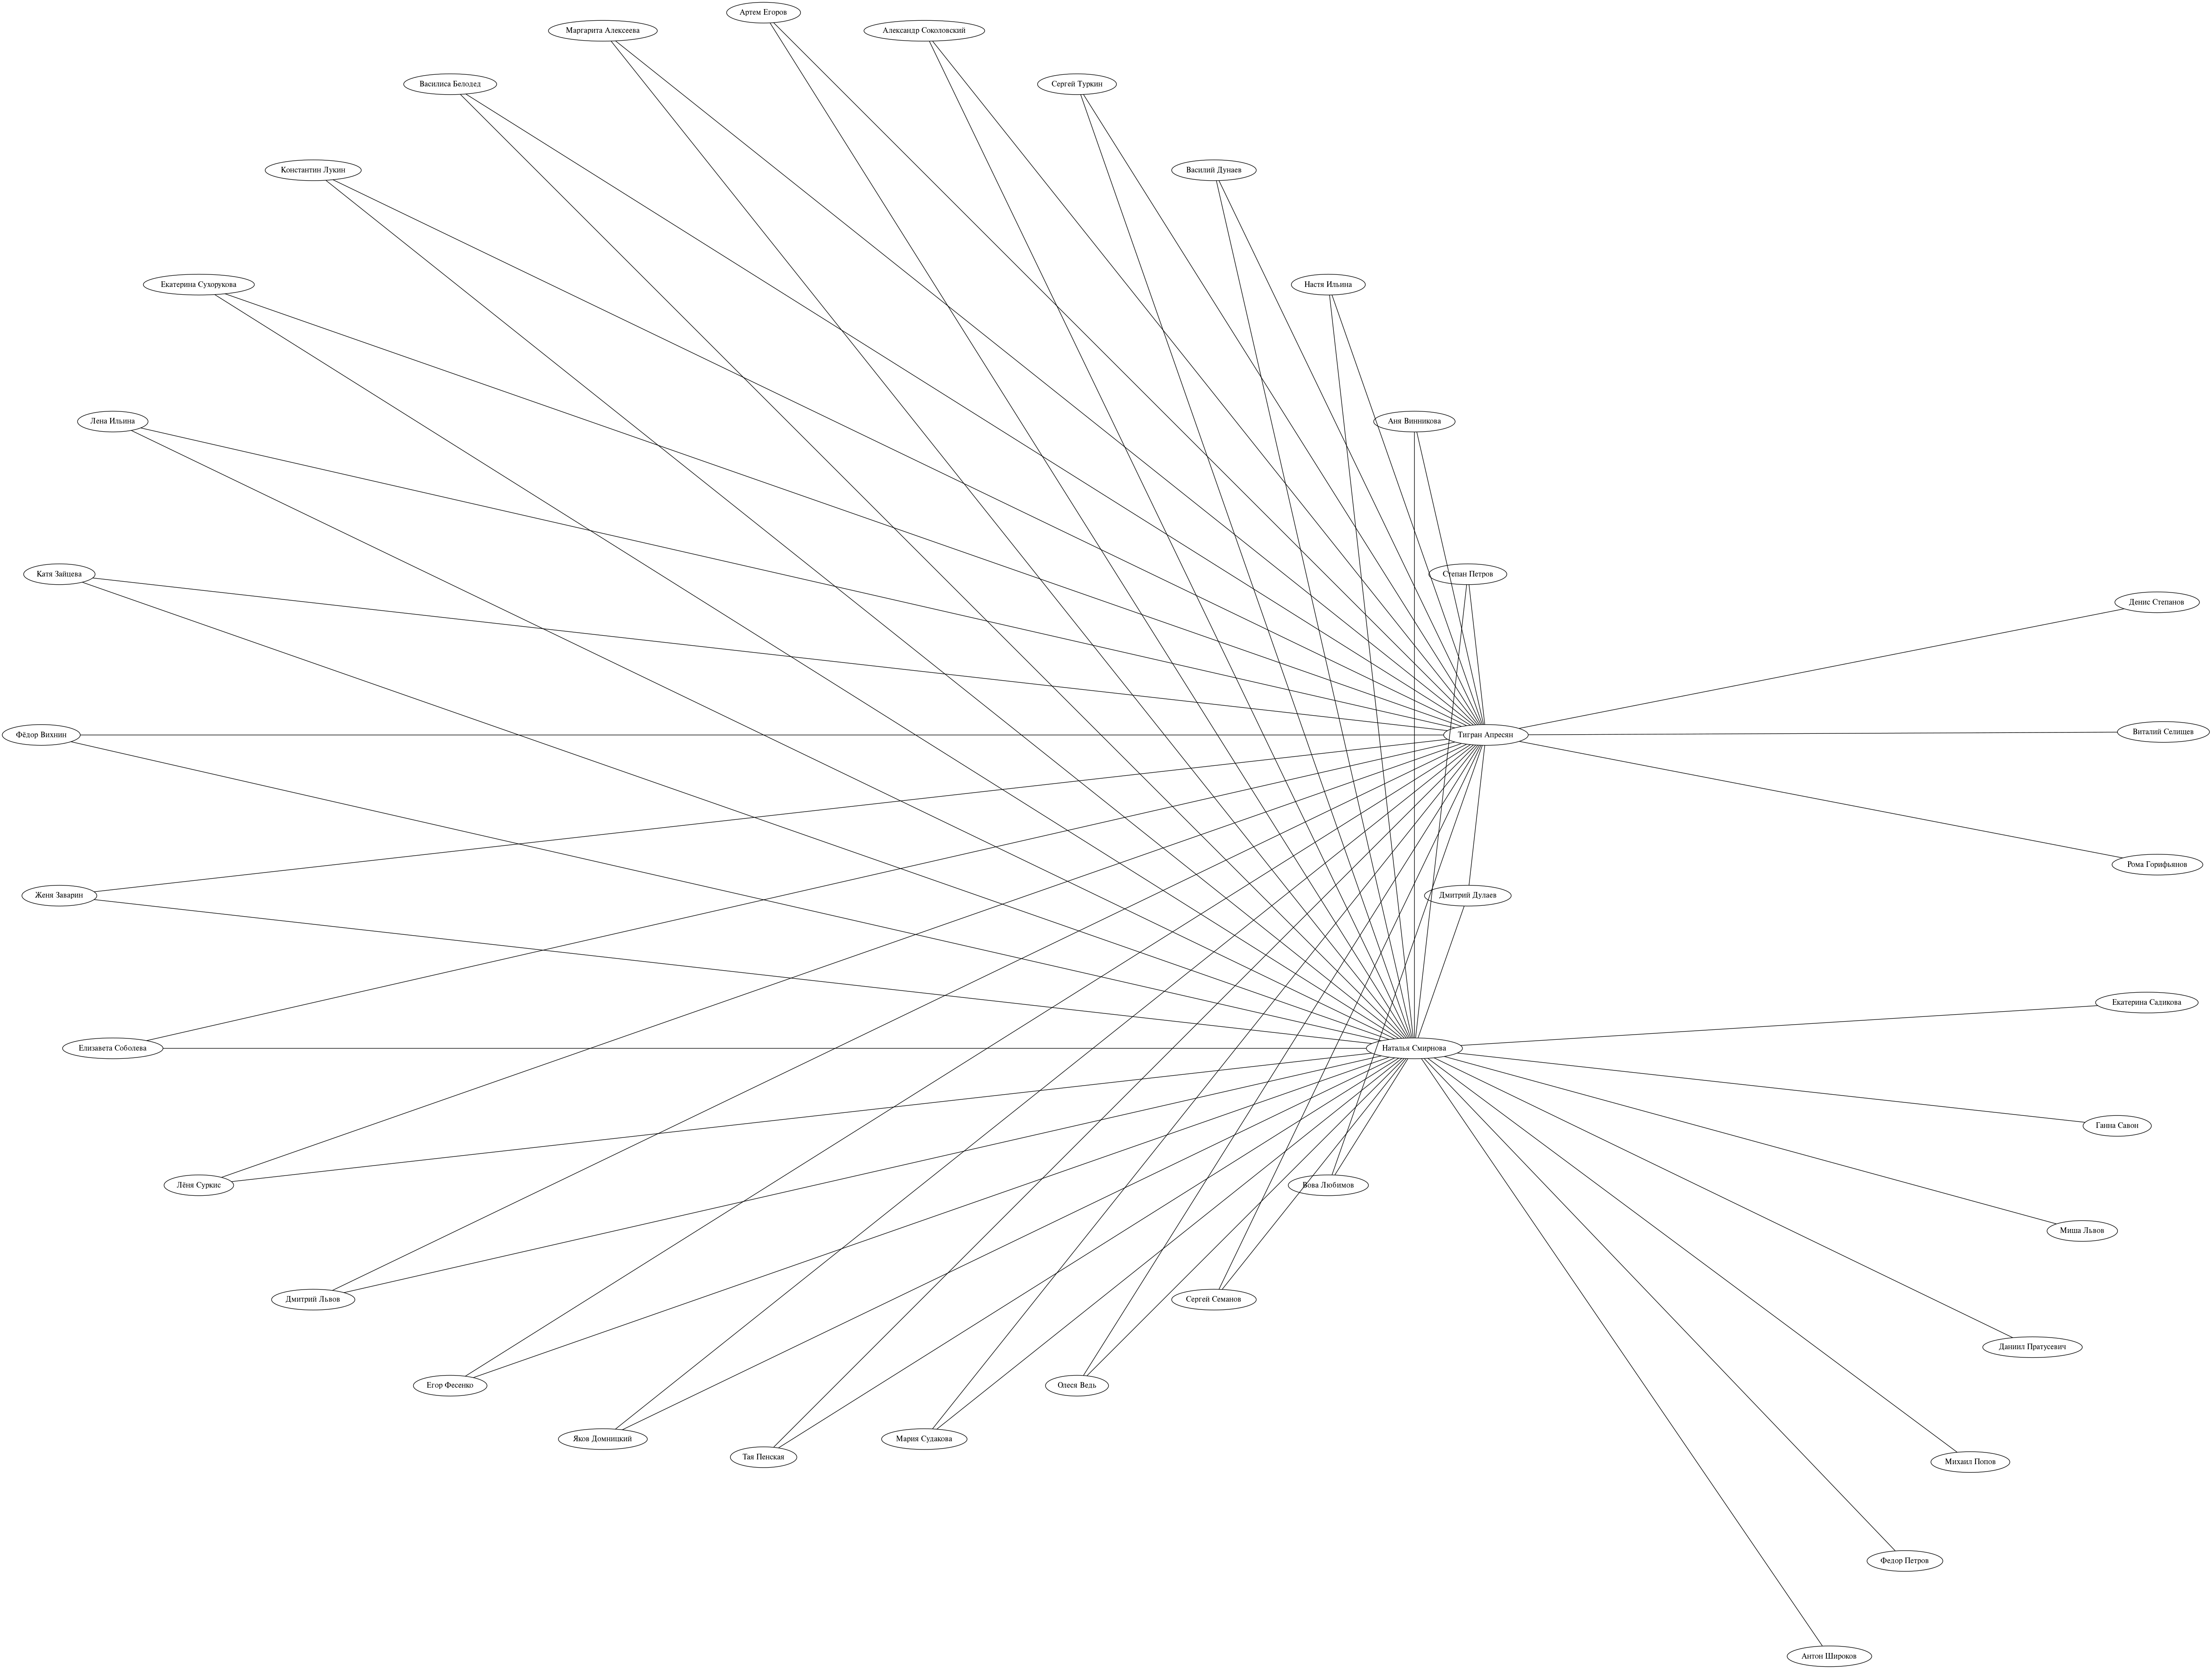 Артем Егоров
Маргарита Алексеева
Александр Соколовский
Василиса Белодед
Сергей Туркин
Константин Лукин
Василий Дунаев
Екатерина Сухорукова
Настя Ильина
Лена Ильина
Аня Винникова
Катя Зайцева
Степан Петров
Денис Степанов
Фёдор Вихнин
Тигран Апресян
Виталий Селищев
Рома Горифьянов
Женя Заварин
Дмитрий Дулаев
Екатерина Садикова
Елизавета Соболева
Наталья Смирнова
Ганна Савон
Лёня Суркис
Вова Любимов
Миша Львов
Дмитрий Львов
Сергей Семанов
Даниил Пратусевич
Егор Фесенко
Олеся Ведь
Яков Домницкий
Мария Судакова
Тая Пенская
Михаил Попов
Федор Петров
Антон Широков